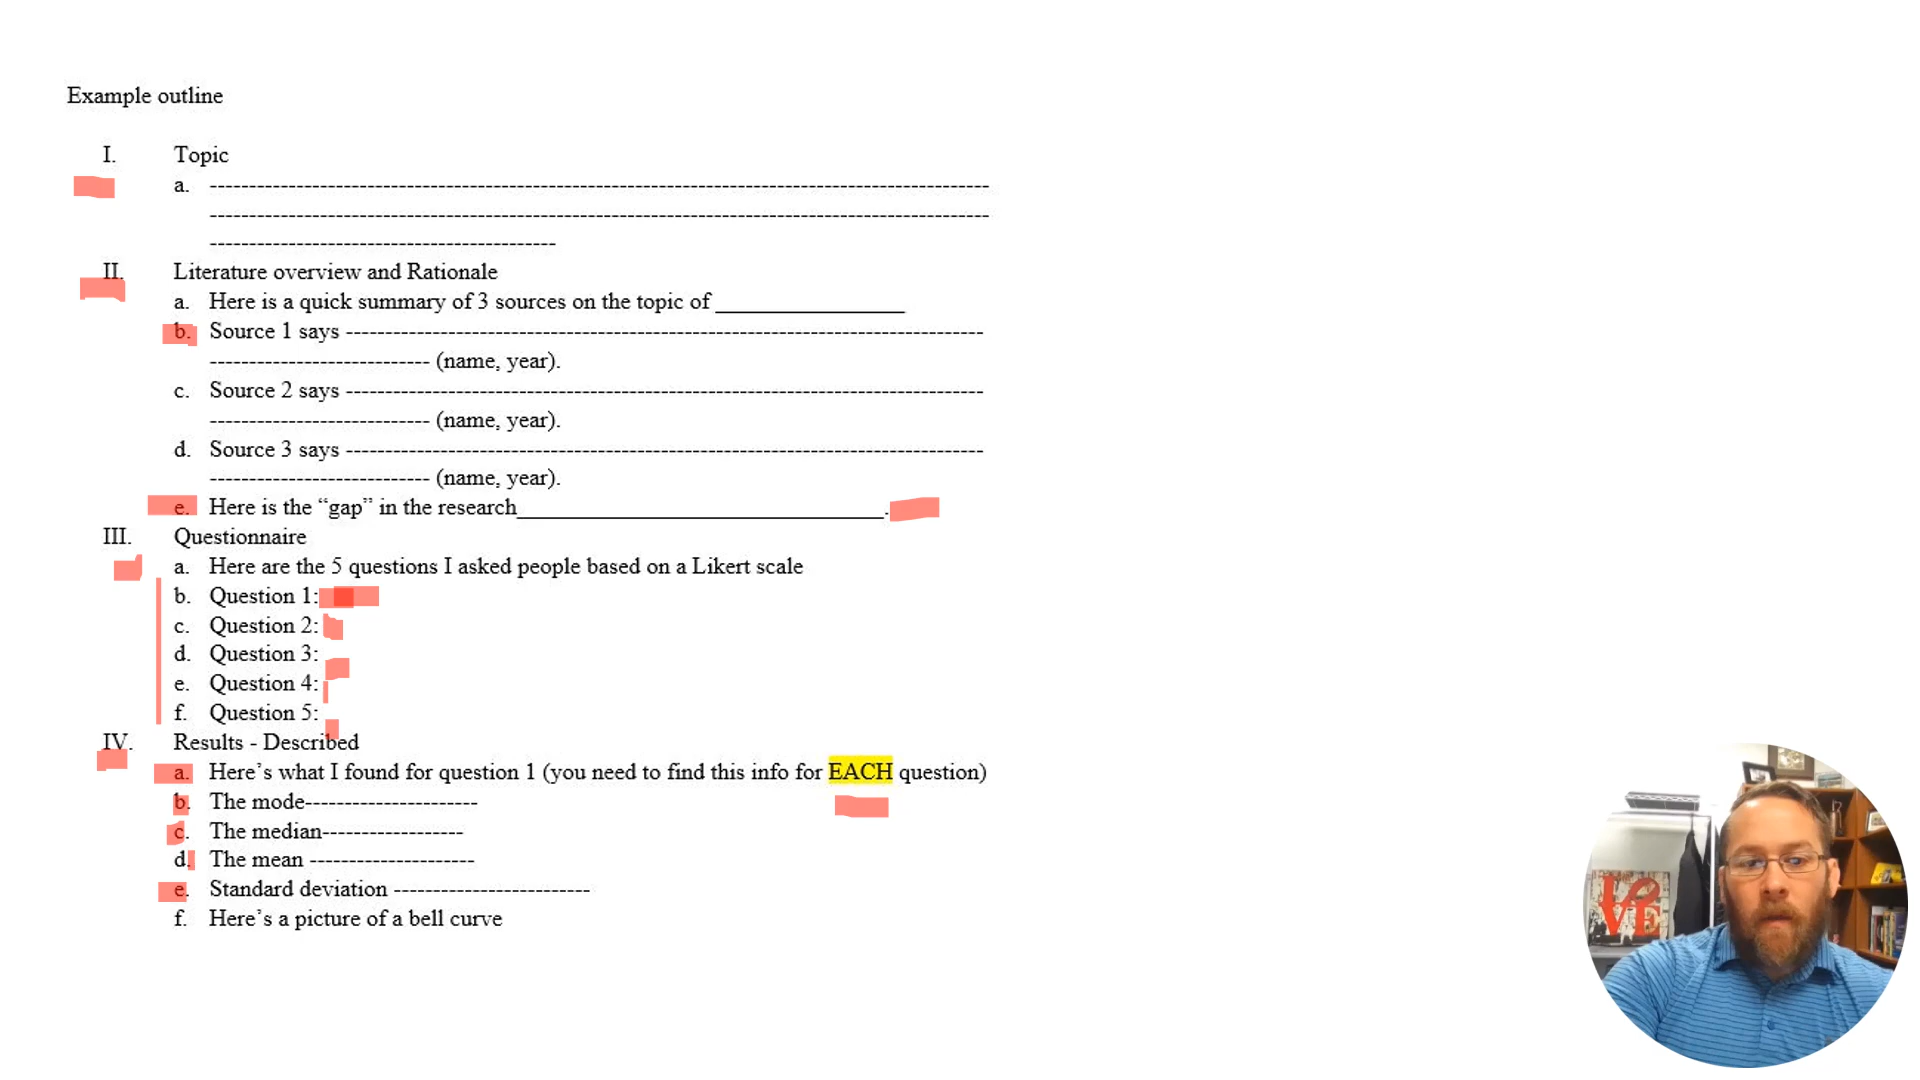 Example outline
I. Topic
a. --------------------------------------------------------------------------------------------------
--------------------------------------------------------------------------------------------------
--------------------------------------------
II. Literature overview and Rationale
a. Here is a quick summary of 3 sources on the topic of _________________
b. Source 1 says ---------------------------------------------------------------------------------
---------------------------- (name, year).
c. Source 2 says ---------------------------------------------------------------------------------
---------------------------- (name, year).
d. Source 3 says ---------------------------------------------------------------------------------
---------------------------- (name, year).
e. Here is the “gap” in the research_________________________________.
III. Questionnaire
a. Here are the 5 questions I asked people based on a Likert scale
b. Question 1:
c. Question 2:
d. Question 3:
e. Question 4:
f. Question 5:
IV. Results - Described
a. Here’s what I found for question 1 (you need to find this info for EACH question)
b. The mode----------------------
c. The median------------------
d. The mean ---------------------
e. Standard deviation -------------------------
f. Here’s a picture of a bell curve
LOVE